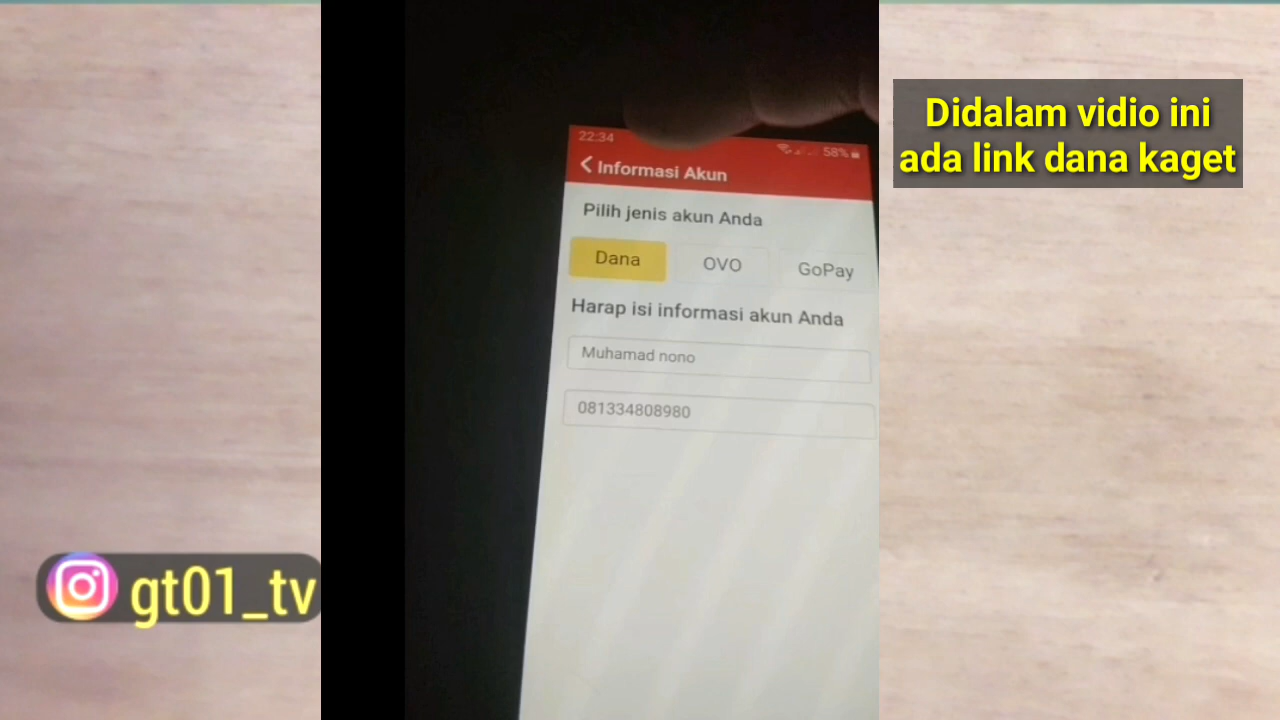 Didalam vidio ini
ada link dana kaget
22:34
58%
Informasi Akun
Pilih jenis akun Anda
Dana
OVO
GoPay
Harap isi informasi akun Anda
Muhamad nono
081334808980
gt01_tv